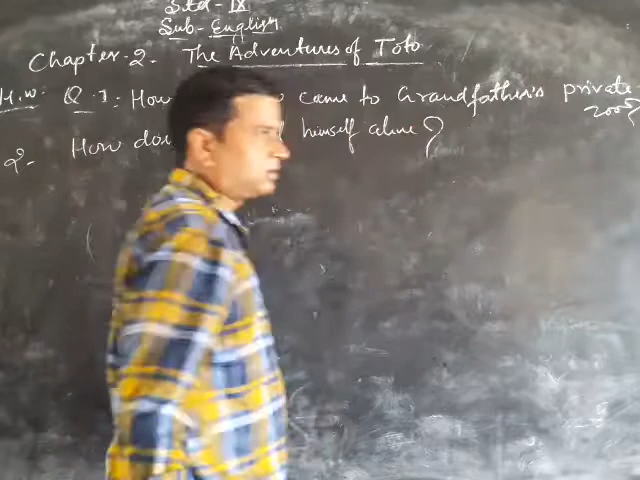 Std-IX
Sub-English
Chapter-2. The Adventures of Toto
H.W. Q.1: How came to Grandfather's private
zoo?
2- How does himself alive?